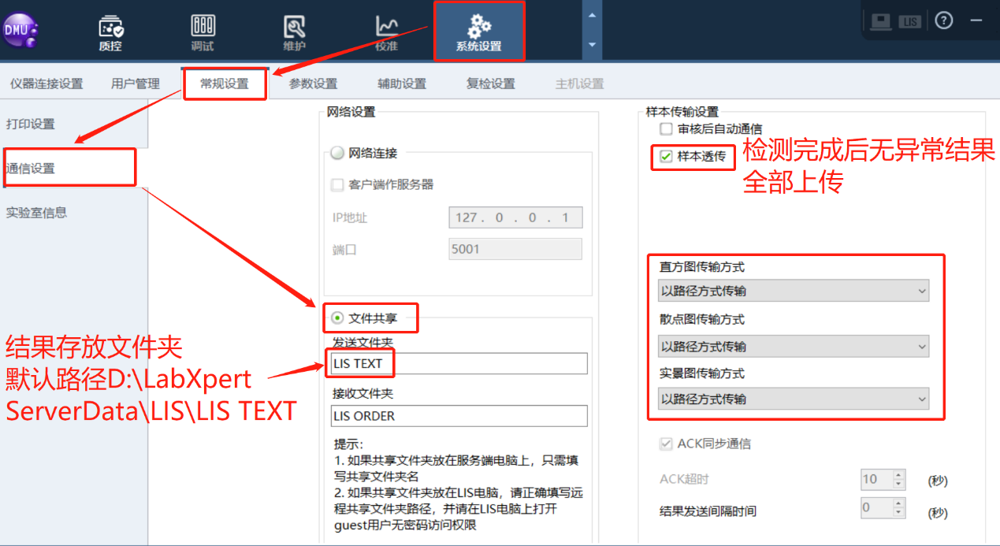 DMU
质控
调试
维护
校准
系统设置
LIS
?
仪器连接设置
用户管理
常规设置
参数设置
辅助设置
复检设置
主机设置
打印设置
通信设置
实验室信息
网络设置
网络连接
客户端作服务器
IP地址
127 . 0 . 0 . 1
端口
5001
文件共享
发送文件夹
LIS TEXT
接收文件夹
LIS ORDER
提示:
1. 如果共享文件夹放在服务端电脑上，只需填
写共享文件夹名
2. 如果共享文件夹放在LIS电脑，请正确填写远
程共享文件夹路径，并请在LIS电脑上打开
guest用户无密码访问权限
结果存放文件夹
默认路径D:\LabXpert
ServerData\LIS\LIS TEXT
样本传输设置
审核后自动通信
样本透传
检测完成后无异常结果
全部上传
直方图传输方式
以路径方式传输
散点图传输方式
以路径方式传输
实景图传输方式
以路径方式传输
ACK同步通信
ACK超时
10
(秒)
结果发送间隔时间
0
(秒)